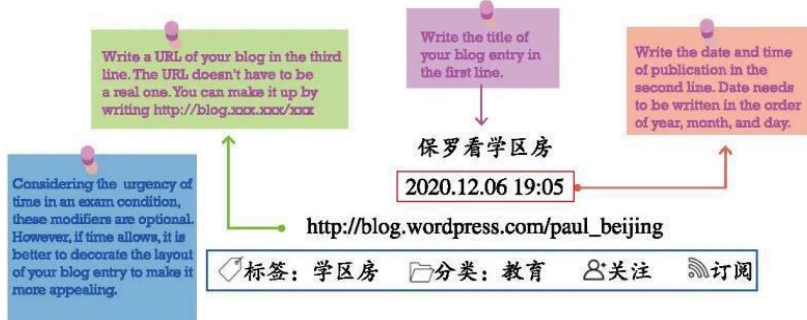 Write a URL of your blog in the third
line. The URL doesn't have to be
a real one. You can make it up by
writing http://blog.xxx.xxx/xxx
Write the title of
your blog entry in
the first line.
Write the date and time
of publication in the
second line. Date needs
to be written in the order
of year, month, and day.
Considering the urgency of
time in an exam condition,
these modifiers are optional.
However, if time allows, it is
better to decorate the layout
of your blog entry to make it
more appealing.
保罗看学区房
2020.12.06 19:05
http://blog.wordpress.com/paul_beijing
标签：学区房 分类：教育 关注 订阅